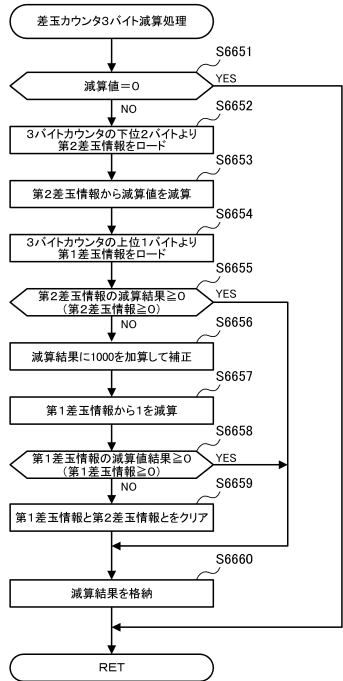 差玉カウンタ3バイト減算処理
S6651
減算値=0
YES
NO
S6652
3バイトカウンタの下位2バイトより
第2差玉情報をロード
S6653
第2差玉情報から減算値を減算
S6654
3バイトカウンタの上位1バイトより
第1差玉情報をロード
S6655
第2差玉情報の減算結果≧0
(第2差玉情報≧0)
YES
NO
S6656
減算結果に1000を加算して補正
S6657
第1差玉情報から1を減算
S6658
第1差玉情報の減算値結果≧0
(第1差玉情報≧0)
YES
NO
S6659
第1差玉情報と第2差玉情報とをクリア
S6660
減算結果を格納
RET